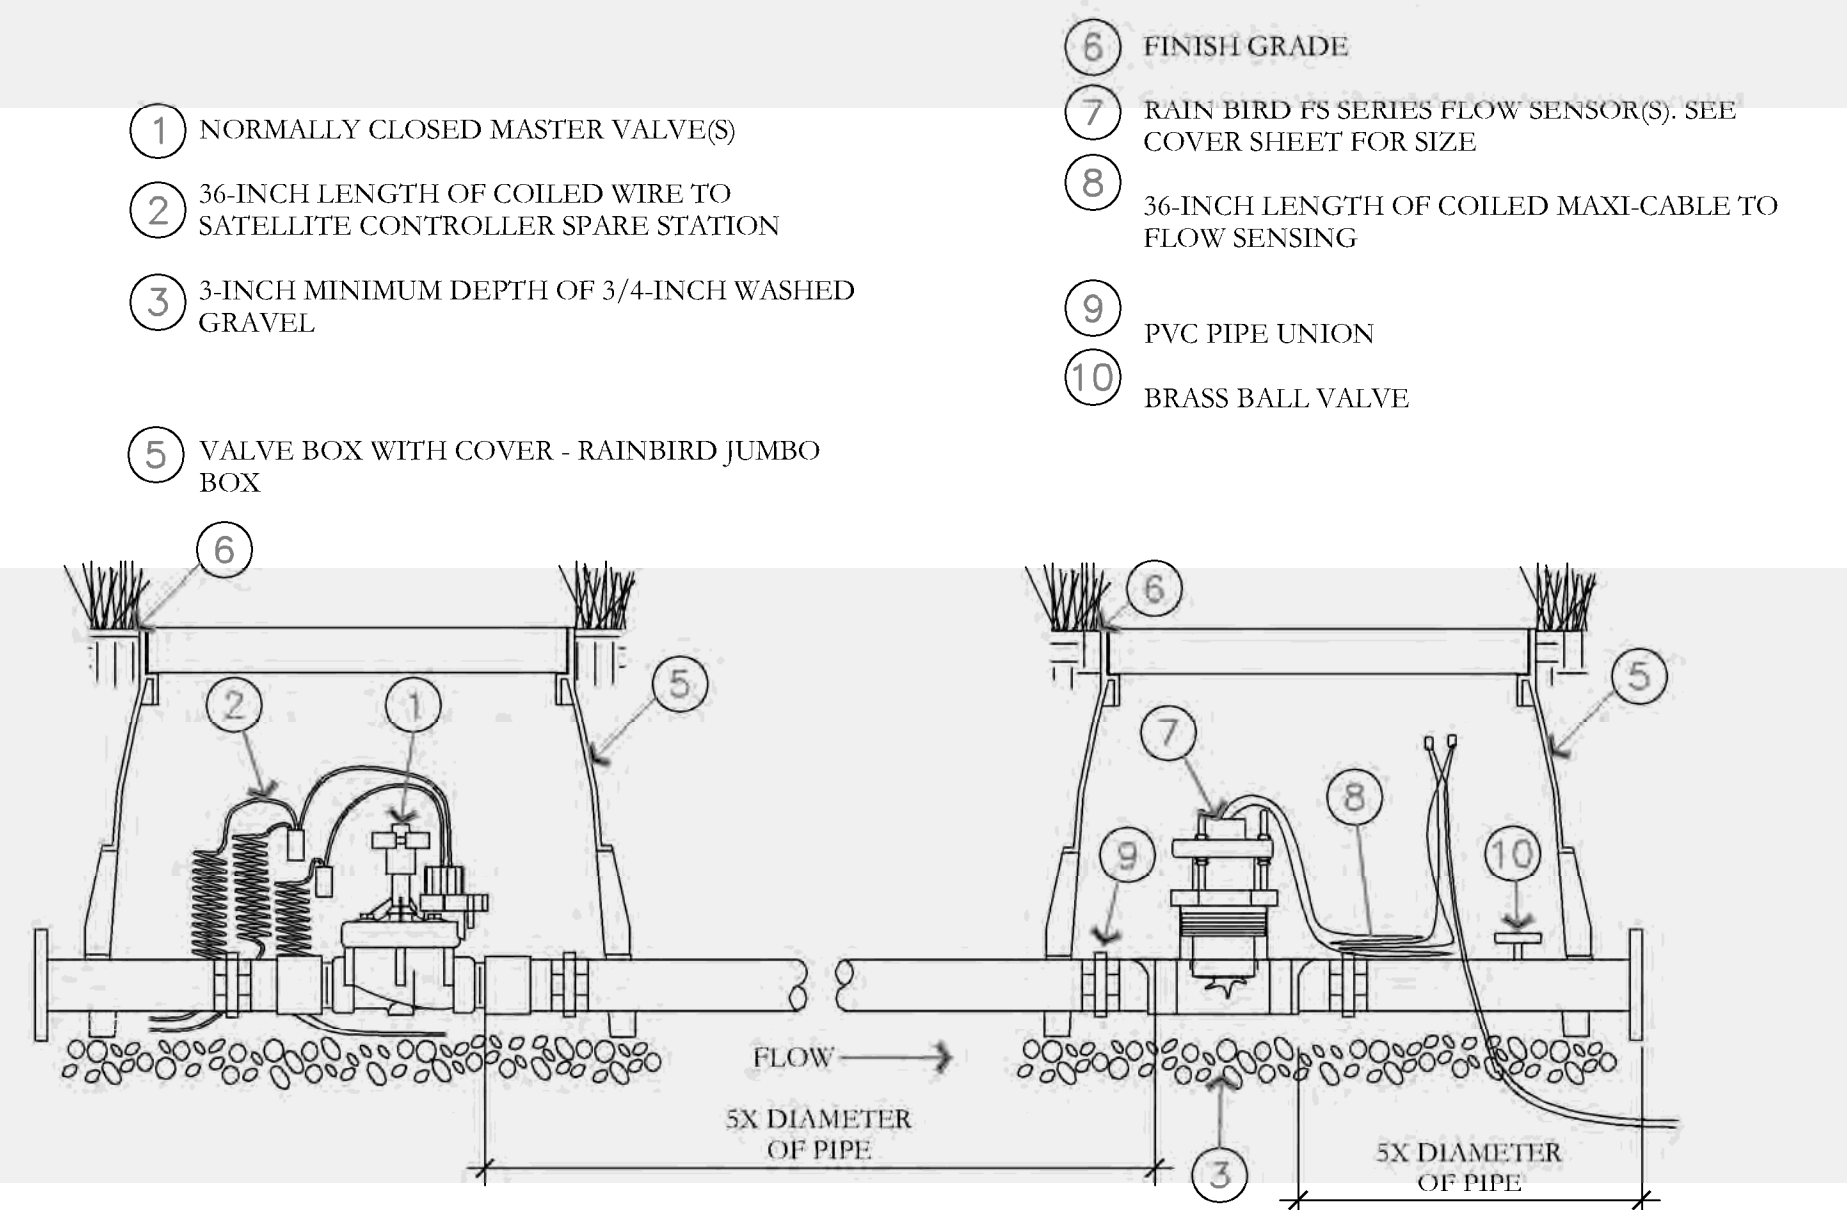 1 NORMALLY CLOSED MASTER VALVE(S)
2 36-INCH LENGTH OF COILED WIRE TO
SATELLITE CONTROLLER SPARE STATION
3 3-INCH MINIMUM DEPTH OF 3/4-INCH WASHED
GRAVEL
5 VALVE BOX WITH COVER - RAINBIRD JUMBO
BOX
6 FINISH GRADE
7 RAIN BIRD FS SERIES FLOW SENSOR(S). SEE
COVER SHEET FOR SIZE
8 36-INCH LENGTH OF COILED MAXI-CABLE TO
FLOW SENSING
9 PVC PIPE UNION
10 BRASS BALL VALVE
6
6
5
5
2
1
7
8
9
10
FLOW
5X DIAMETER
OF PIPE
3
5X DIAMETER
OF PIPE